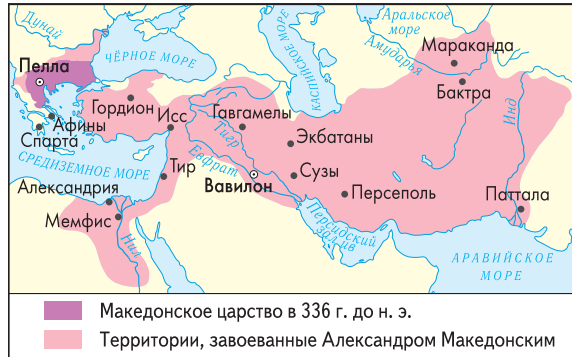 Дунай
Аральское
море
Амударья
Мараканда
ЧЁРНОЕ МОРЕ
КАСПИЙСКОЕ
МОРЕ
Пелла
Бактра
Гордион
Гавгамелы
Инд
Афины
Исс
Тигр
Экбатаны
Спарта
СРЕДИЗЕМНОЕ МОРЕ
Тир
Евфрат
Сузы
Александрия
Вавилон
Персеполь
Паттала
Мемфис
Персидский
залив
Нил
АРАВИЙСКОЕ
МОРЕ
Македонское царство в 336 г. до н. э.
Территории, завоеванные Александром Македонским